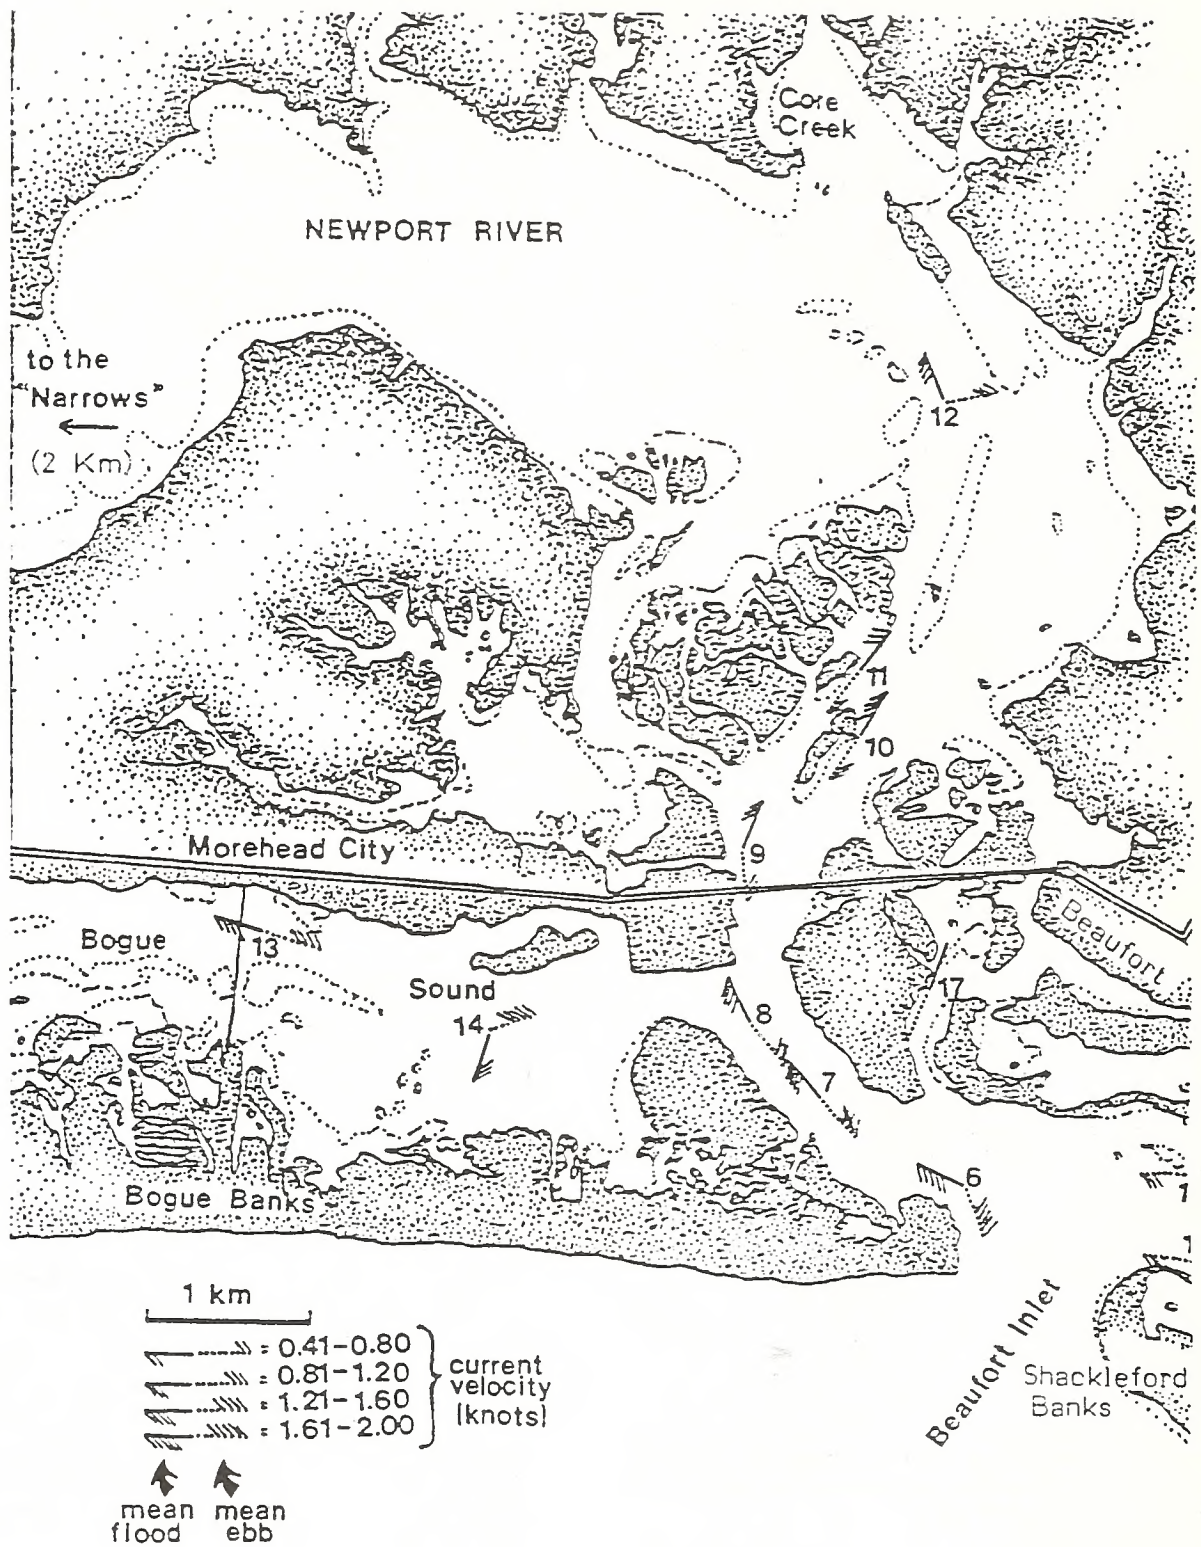 Core
Creek
NEWPORT RIVER
to the
"Narrows"
(2 Km)
12
11
10
9
Morehead City
Beaufort
Bogue
13
Sound
14
17
8
7
6
1
1
Bogue Banks
1 km
= 0.41-0.80
= 0.81-1.20
= 1.21-1.60
= 1.61-2.00
current
velocity
(knots)
mean flood
mean ebb
Beaufort Inlet
Shackleford
Banks